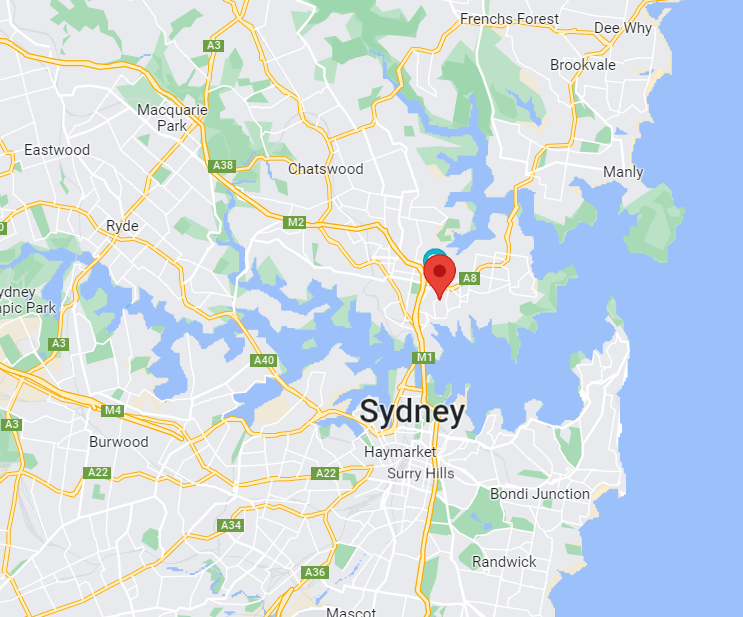 Frenchs Forest
Dee Why
A3
Brookvale
Macquarie
Park
Eastwood
A38
Chatswood
Manly
M2
Ryde
A8
ydney
pic Park
A3
M1
A40
M4
Sydney
A3
Burwood
Haymarket
A22
A22
Surry Hills
Bondi Junction
A34
Randwick
A36
Mascot